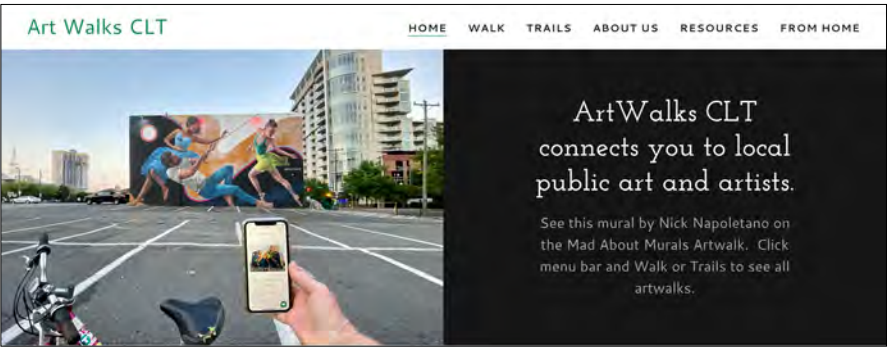 Art Walks CLT
HOME WALK TRAILS ABOUT US RESOURCES FROM HOME
ArtWalks CLT
connects you to local
public art and artists.
See this mural by Nick Napoletano on
the Mad About Murals Artwalk. Click
menu bar and Walk or Trails to see all
artwalks.